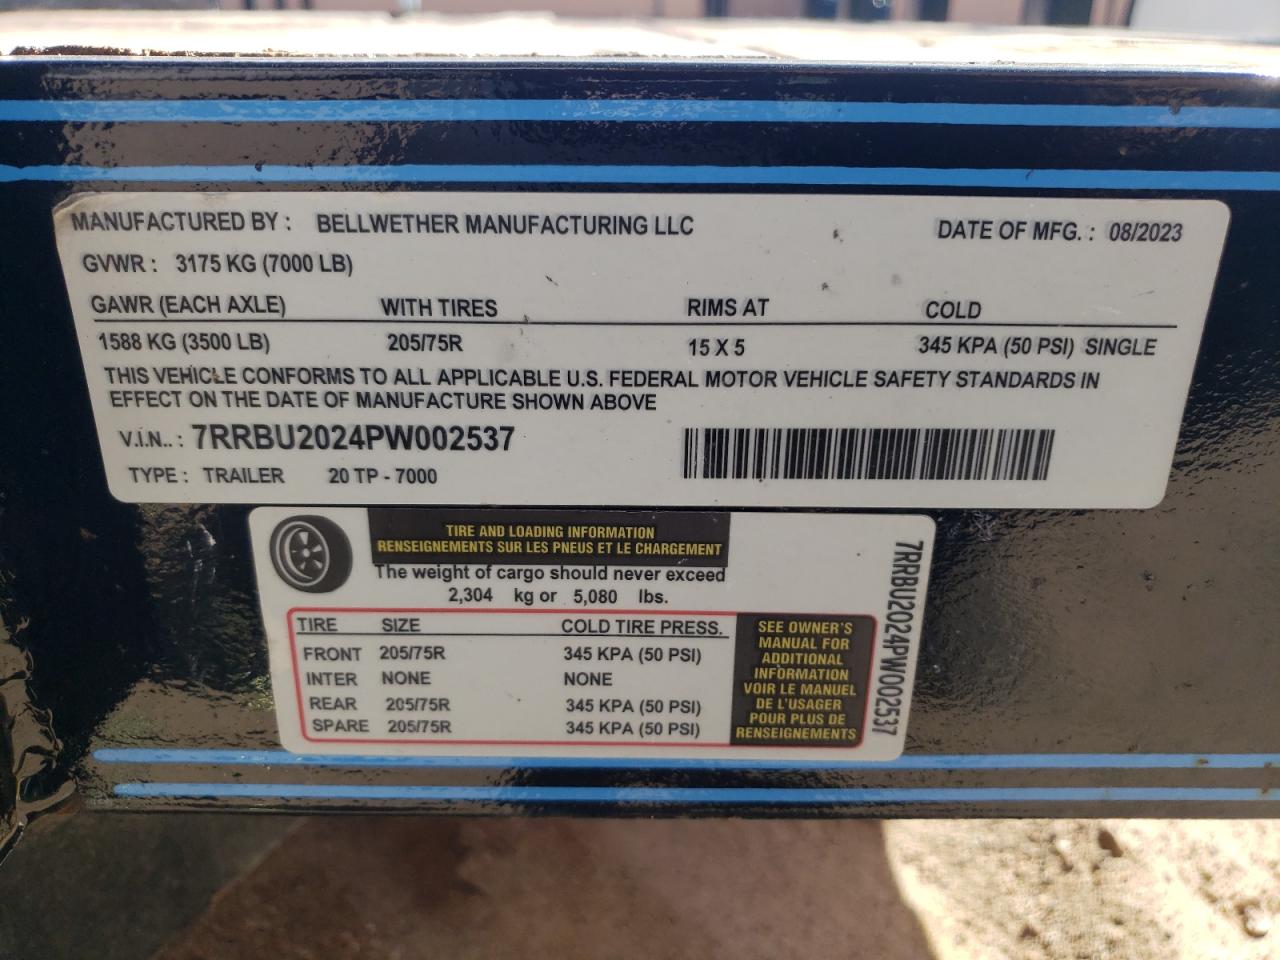 MANUFACTURED BY : BELLWETHER MANUFACTURING LLC DATE OF MFG. : 08/2023
GVWR : 3175 KG (7000 LB)
GAWR (EACH AXLE) WITH TIRES RIMS AT COLD
1588 KG (3500 LB) 205/75R 15 X 5 345 KPA (50 PSI) SINGLE
THIS VEHICLE CONFORMS TO ALL APPLICABLE U.S. FEDERAL MOTOR VEHICLE SAFETY STANDARDS IN
EFFECT ON THE DATE OF MANUFACTURE SHOWN ABOVE
V.I.N.. : 7RRBU2024PW002537
TYPE : TRAILER 20 TP - 7000
TIRE AND LOADING INFORMATION
RENSEIGNEMENTS SUR LES PNEUS ET LE CHARGEMENT
The weight of cargo should never exceed
2,304 kg or 5,080 lbs.
TIRE SIZE COLD TIRE PRESS.
FRONT 205/75R 345 KPA (50 PSI)
INTER NONE NONE
REAR 205/75R 345 KPA (50 PSI)
SPARE 205/75R 345 KPA (50 PSI)
SEE OWNER'S
MANUAL FOR
ADDITIONAL
INFORMATION
VOIR LE MANUEL
DE L'USAGER
POUR PLUS DE
RENSEIGNEMENTS
7RRBU2024PW002537